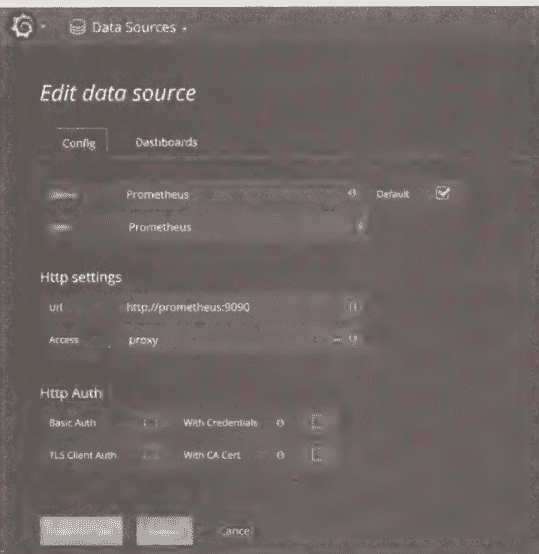 Data Sources
Edit data source
Config Dashboards
Prometheus Default
Prometheus
Http settings
Url http://prometheus:9090
Access proxy
Http Auth
Basic Auth With Credentials
TLS Client Auth With CA Cert
Cancel